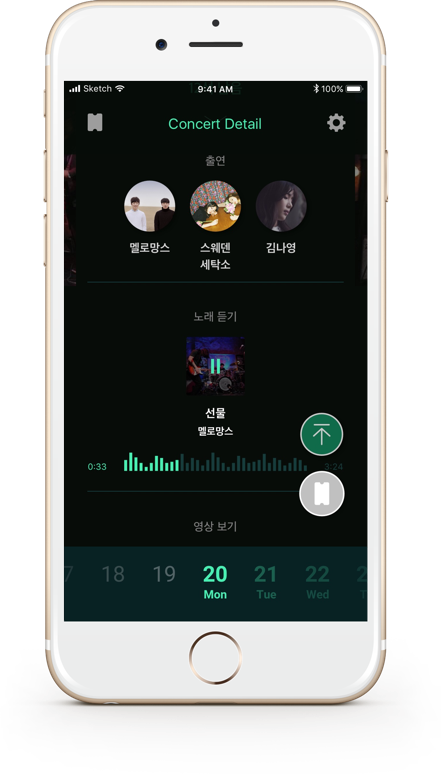 Sketch
9:41 AM
100%
Concert Detail
출연
멜로망스
스웨덴
세탁소
김나영
노래 듣기
선물
멜로망스
0:33
3:24
영상 보기
7
18
19
20
21
22
2
Mon
Tue
Wed
T